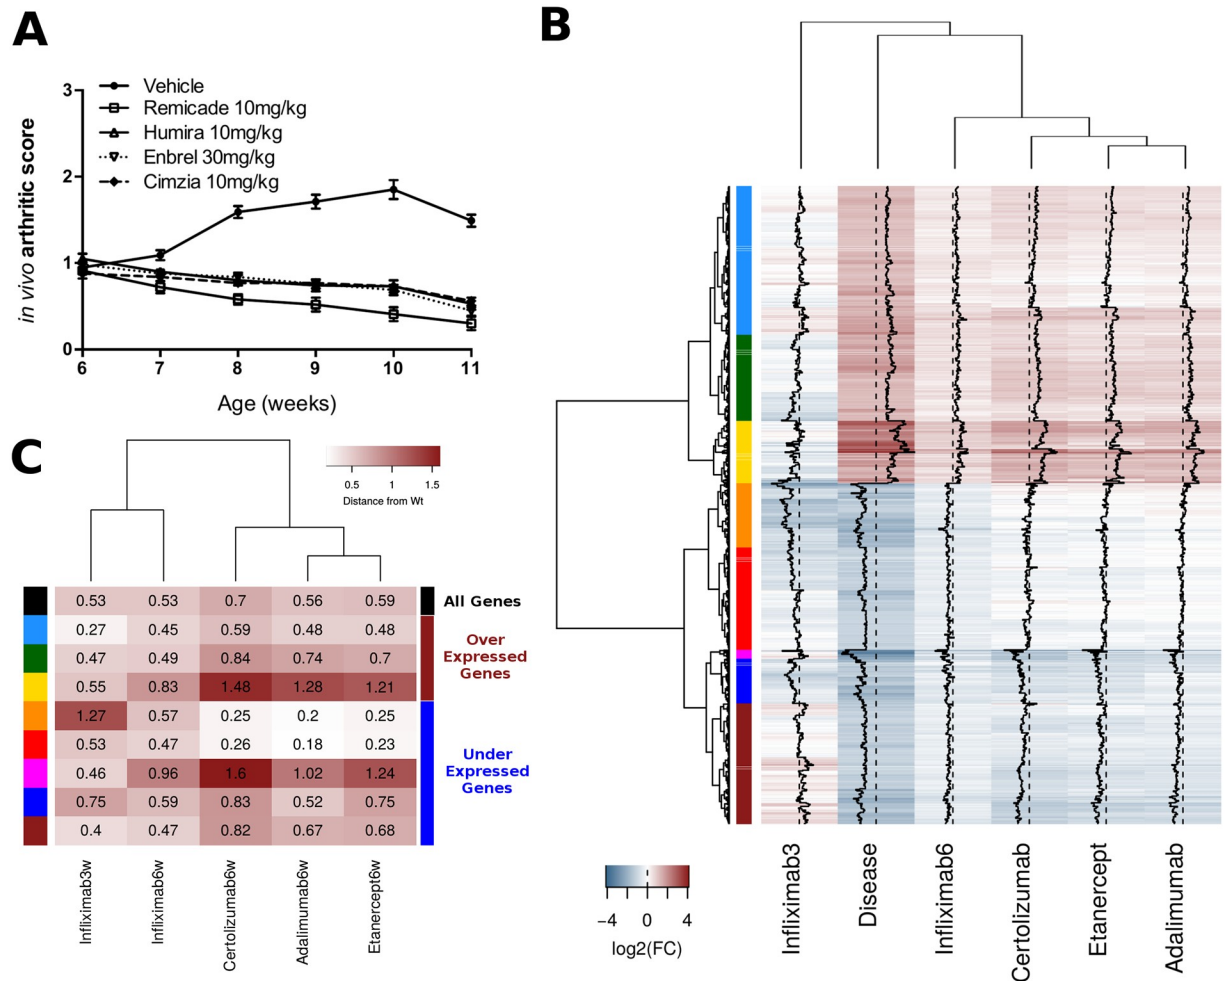 A
3
2
1
0
in vivo arthritic score
Vehicle
Remicade 10mg/kg
Humira 10mg/kg
Enbrel 30mg/kg
Cimzia 10mg/kg
6 7 8 9 10 11
Age (weeks)
B
−4 0 4
log2(FC)
Infliximab3
Disease
Infliximab6
Certolizumab
Etanercept
Adalimumab
C
0.5 1 1.5
Distance from Wt
0.53 0.53 0.7 0.56 0.59 All Genes
0.27 0.45 0.59 0.48 0.48
0.47 0.49 0.84 0.74 0.7
0.55 0.83 1.48 1.28 1.21
Over
Expressed
Genes
1.27 0.57 0.25 0.2 0.25
0.53 0.47 0.26 0.18 0.23
0.46 0.96 1.6 1.02 1.24
0.75 0.59 0.83 0.52 0.75
0.4 0.47 0.82 0.67 0.68
Under
Expressed
Genes
Infliximab3w
Infliximab6w
Certolizumab6w
Adalimumab6w
Etanercept6w